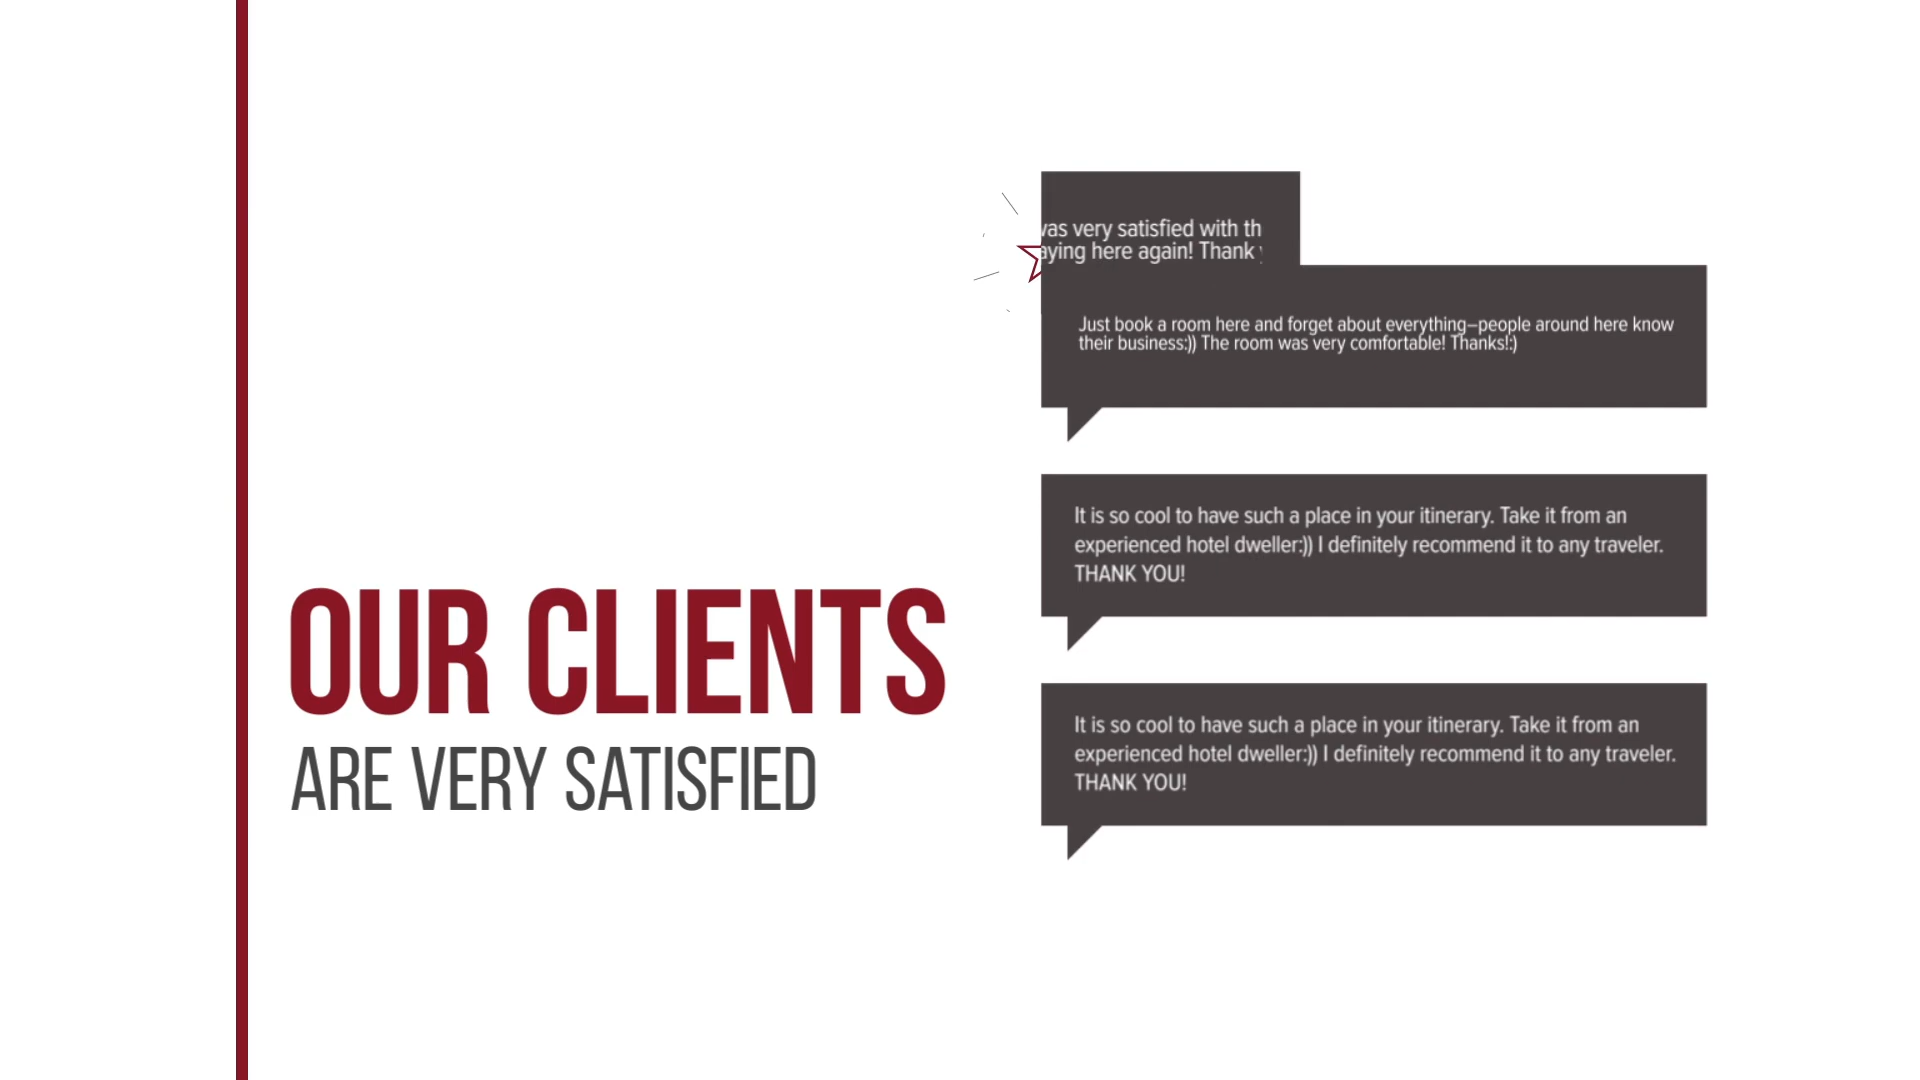 OUR CLIENTS
ARE VERY SATISFIED
very satisfied with th
here again! Thank
Just book a room here and forget about everything–people around here know
their business:)) The room was very comfortable! Thanks!:)
It is so cool to have such a place in your itinerary. Take it from an
experienced hotel dweller:)) I definitely recommend it to any traveler.
THANK YOU!
It is so cool to have such a place in your itinerary. Take it from an
experienced hotel dweller:)) I definitely recommend it to any traveler.
THANK YOU!